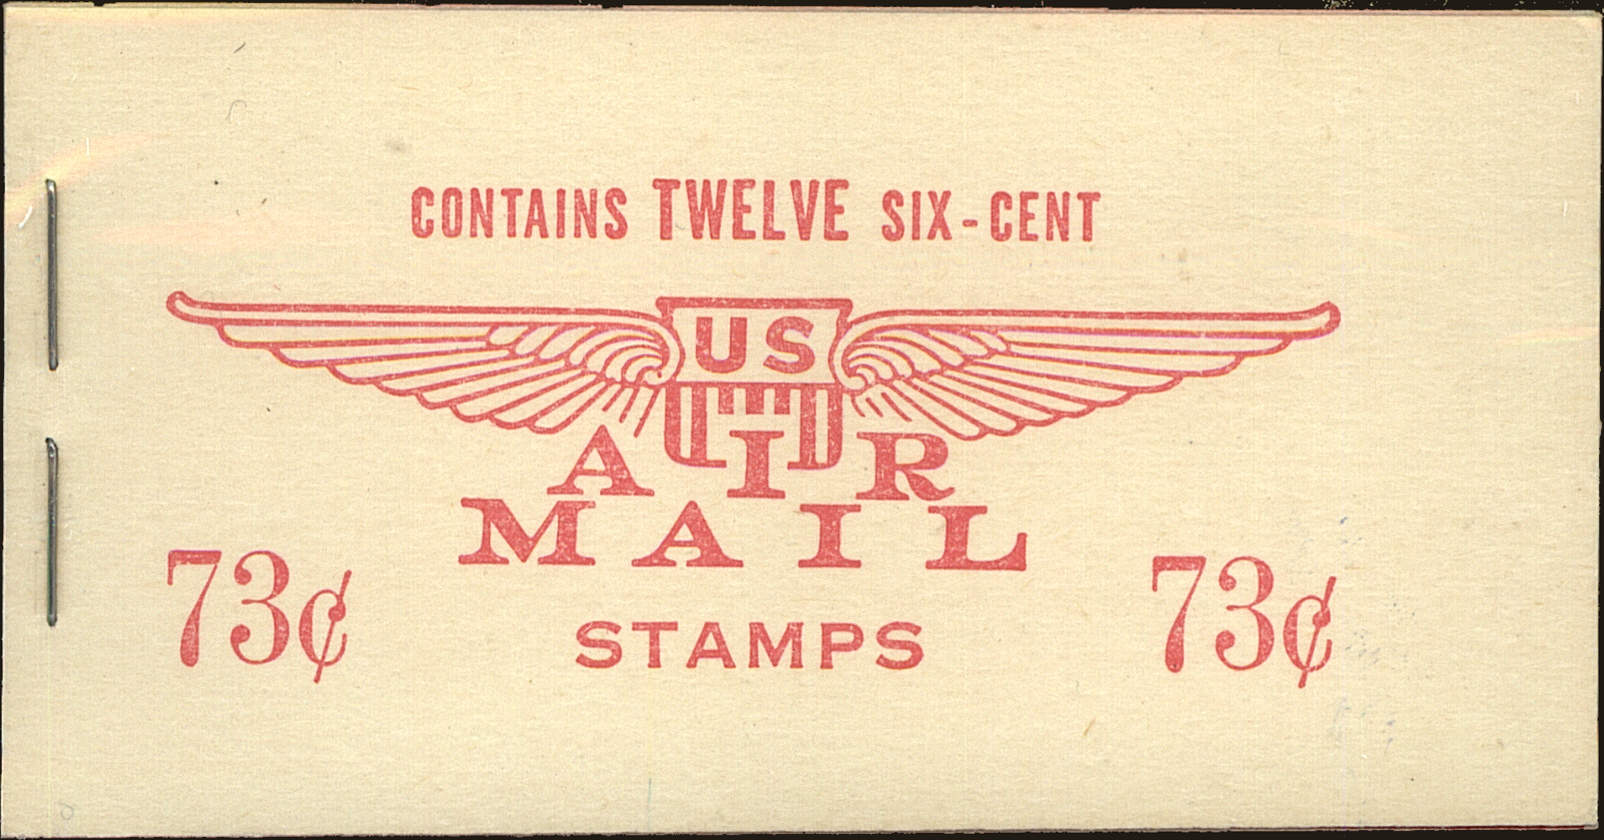 CONTAINS TWELVE SIX-CENT
US
AIR
MAIL
73¢ STAMPS 73¢